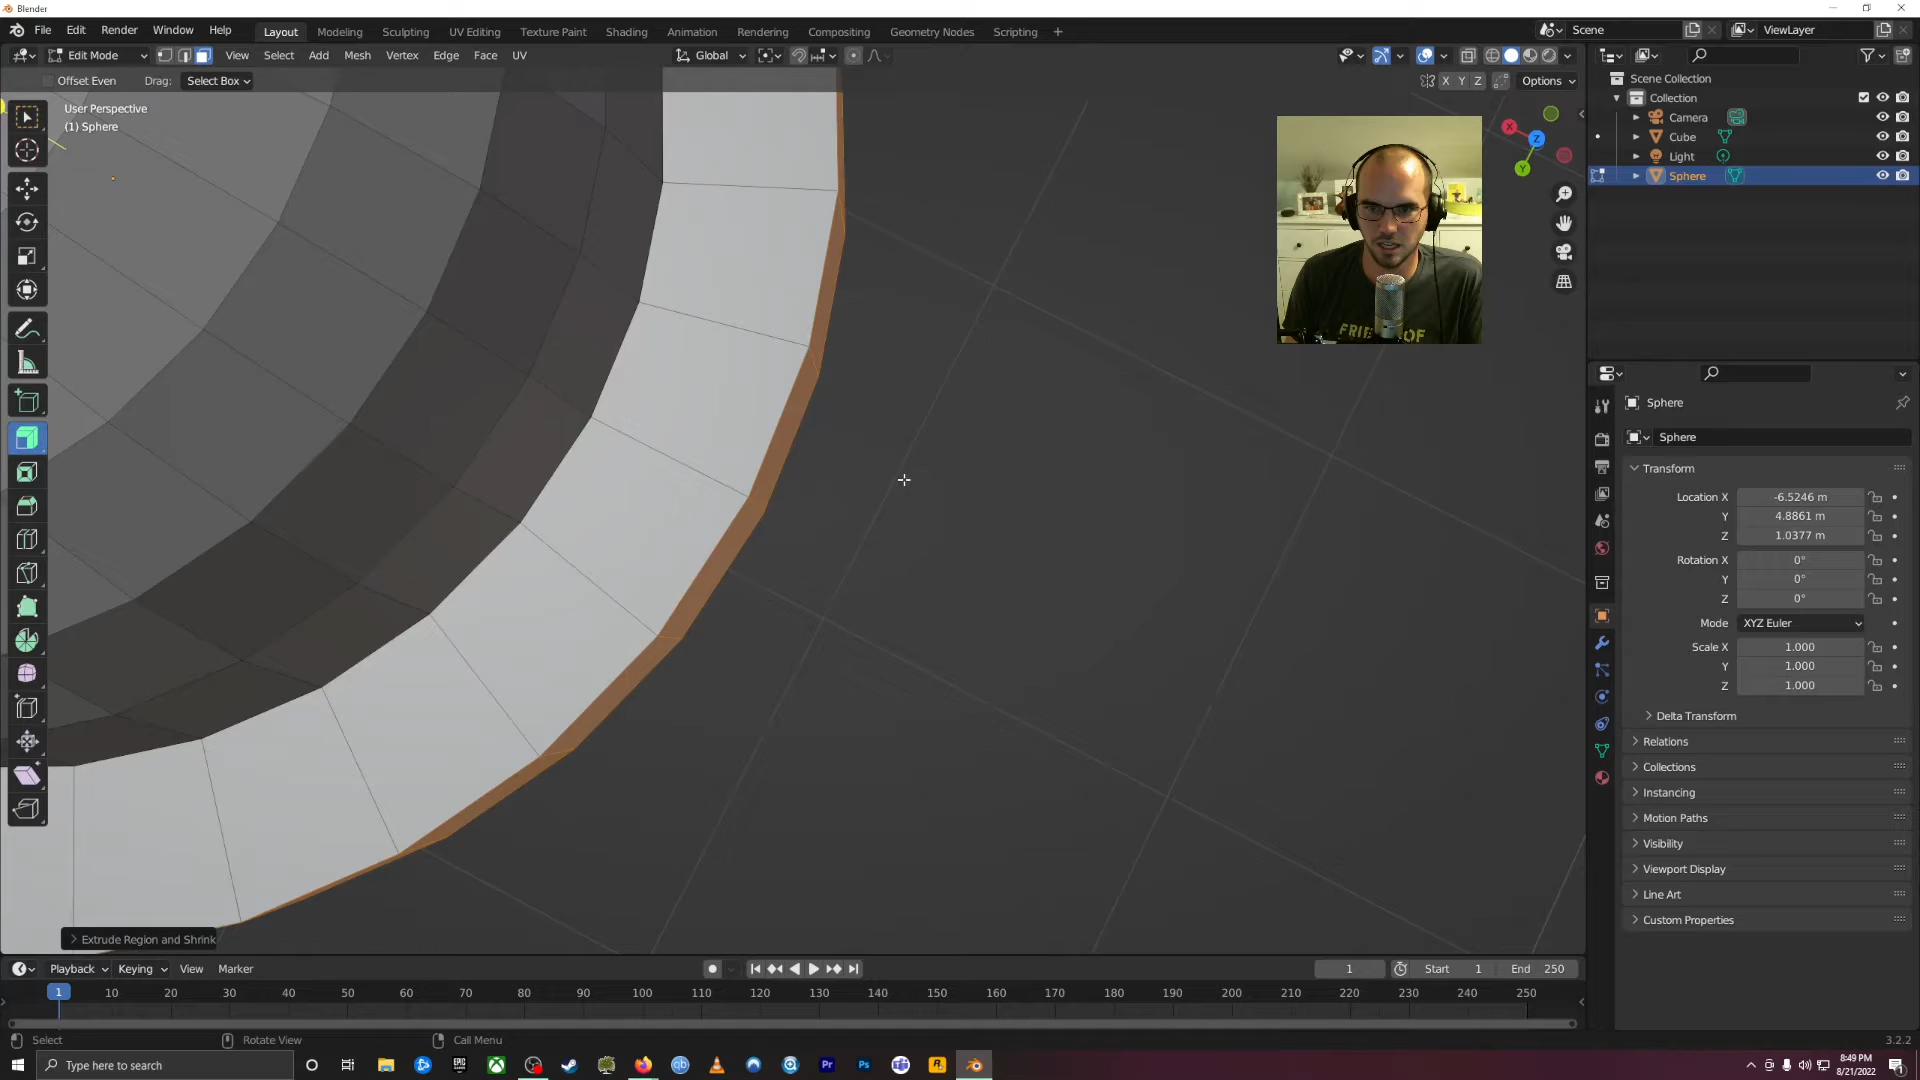 Blender
File Edit Render Window Help Layout Modeling Sculpting UV Editing Texture Paint Shading Animation Rendering Compositing Geometry Nodes Scripting + Scene ViewLayer
Edit Mode View Select Add Mesh Vertex Edge Face UV Global
Offset Even Drag: Select Box X Y Z Options
User Perspective
(1) Sphere
X Z Y
FRIE OF
Scene Collection
Collection
Camera
Cube
Light
Sphere
Sphere
Sphere
Transform
Location X -6.5246 m
Y 4.8861 m
Z 1.0377 m
Rotation X 0°
Y 0°
Z 0°
Mode XYZ Euler
Scale X 1.000
Y 1.000
Z 1.000
Delta Transform
Relations
Collections
Instancing
Motion Paths
Visibility
Viewport Display
Line Art
Custom Properties
Extrude Region and Shrink
Playback Keying View Marker 1 Start 1 End 250
1 10 20 30 40 50 60 70 80 90 100 110 120 130 140 150 160 170 180 190 200 210 220 230 240 250
Select Rotate View Call Menu 3.2.2
Type here to search EPIC qb Pr Ps R 8:49 PM
8/21/2022